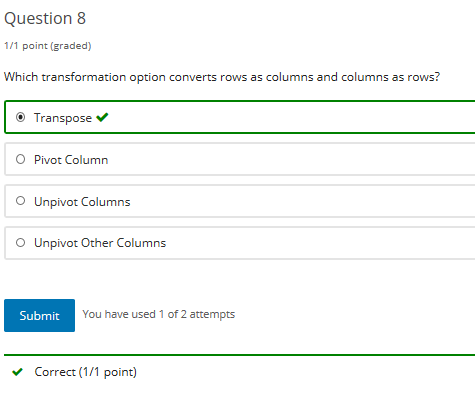 Question 8
1/1 point (graded)
Which transformation option converts rows as columns and columns as rows?
Transpose
Pivot Column
Unpivot Columns
Unpivot Other Columns
Submit You have used 1 of 2 attempts
Correct (1/1 point)